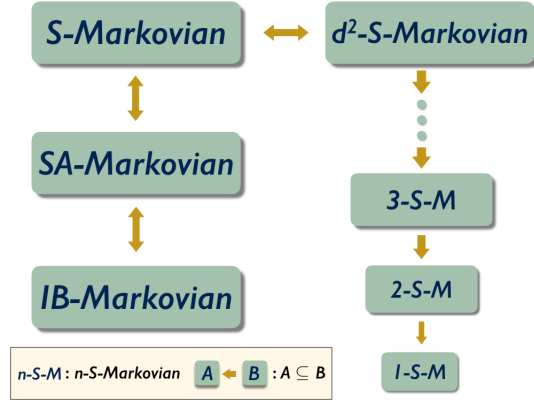 S-Markovian
d²-S-Markovian
SA-Markovian
3-S-M
IB-Markovian
2-S-M
1-S-M
n-S-M : n-S-Markovian A B : A ⊆ B